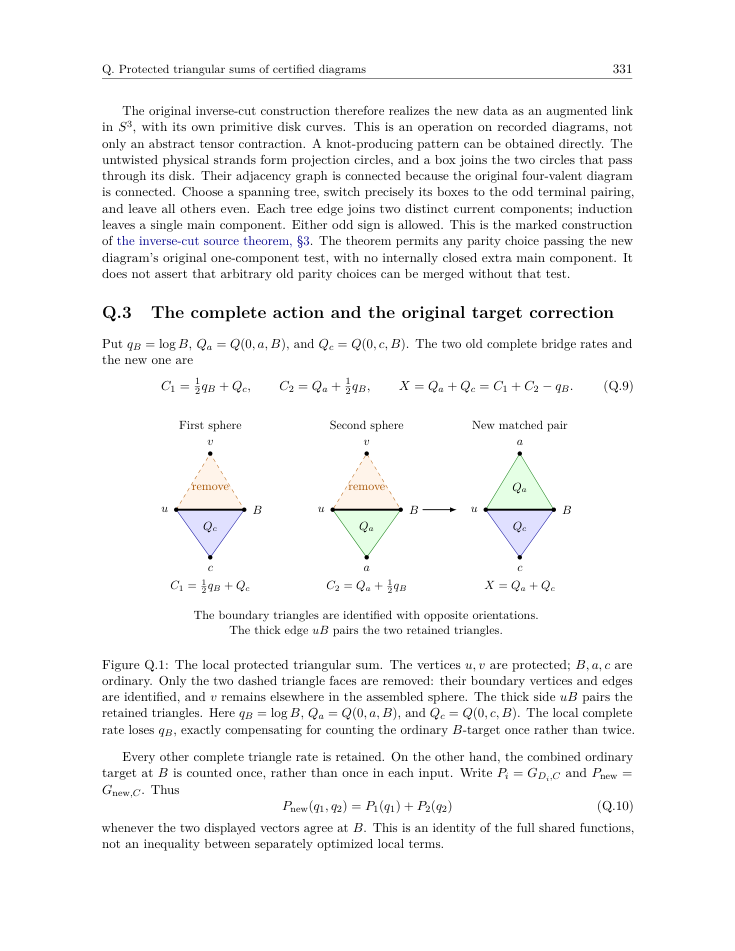 Q. Protected triangular sums of certified diagrams 331
The original inverse-cut construction therefore realizes the new data as an augmented link
in S³, with its own primitive disk curves. This is an operation on recorded diagrams, not
only an abstract tensor contraction. A knot-producing pattern can be obtained directly. The
untwisted physical strands form projection circles, and a box joins the two circles that pass
through its disk. Their adjacency graph is connected because the original four-valent diagram
is connected. Choose a spanning tree, switch precisely its boxes to the odd terminal pairing,
and leave all others even. Each tree edge joins two distinct current components; induction
leaves a single main component. Either odd sign is allowed. This is the marked construction
of the inverse-cut source theorem, §3. The theorem permits any parity choice passing the new
diagram's original one-component test, with no internally closed extra main component. It
does not assert that arbitrary old parity choices can be merged without that test.
Q.3 The complete action and the original target correction
Put q_B = log B, Q_a = Q(0, a, B), and Q_c = Q(0, c, B). The two old complete bridge rates and
the new one are
C₁ = ½q_B + Q_c, C₂ = Q_a + ½q_B, X = Q_a + Q_c = C₁ + C₂ − q_B. (Q.9)
First sphere Second sphere New matched pair
v v a
remove remove Q_a
u B u B u B
Q_c Q_a Q_c
c a c
C₁ = ½q_B + Q_c C₂ = Q_a + ½q_B X = Q_a + Q_c
The boundary triangles are identified with opposite orientations.
The thick edge uB pairs the two retained triangles.
Figure Q.1: The local protected triangular sum. The vertices u, v are protected; B, a, c are
ordinary. Only the two dashed triangle faces are removed: their boundary vertices and edges
are identified, and v remains elsewhere in the assembled sphere. The thick side uB pairs the
retained triangles. Here q_B = log B, Q_a = Q(0, a, B), and Q_c = Q(0, c, B). The local complete
rate loses q_B, exactly compensating for counting the ordinary B-target once rather than twice.
Every other complete triangle rate is retained. On the other hand, the combined ordinary
target at B is counted once, rather than once in each input. Write P_i = G_{D_i,C} and P_new =
G_{new,C}. Thus
P_new(q₁, q₂) = P₁(q₁) + P₂(q₂) (Q.10)
whenever the two displayed vectors agree at B. This is an identity of the full shared functions,
not an inequality between separately optimized local terms.